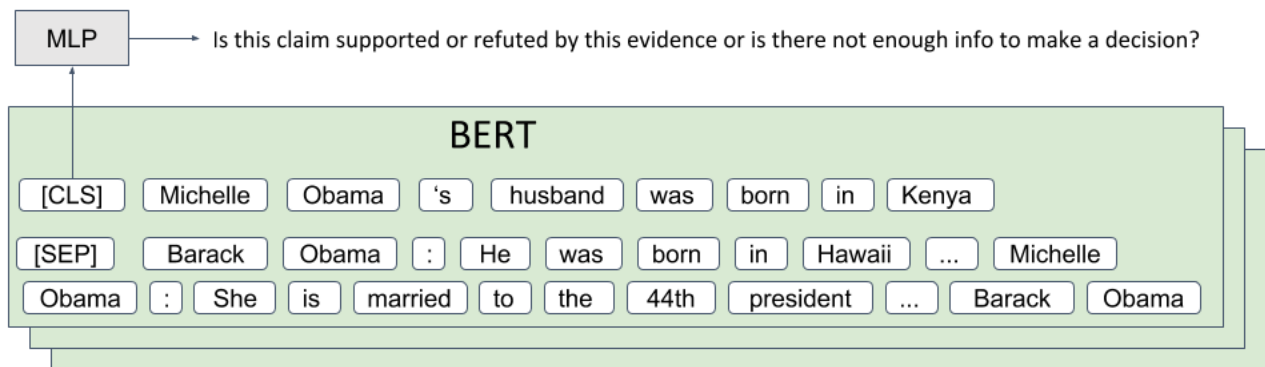 MLP
Is this claim supported or refuted by this evidence or is there not enough info to make a decision?
BERT
[CLS] Michelle Obama ‘s husband was born in Kenya
[SEP] Barack Obama : He was born in Hawaii ... Michelle
Obama : She is married to the 44th president ... Barack Obama